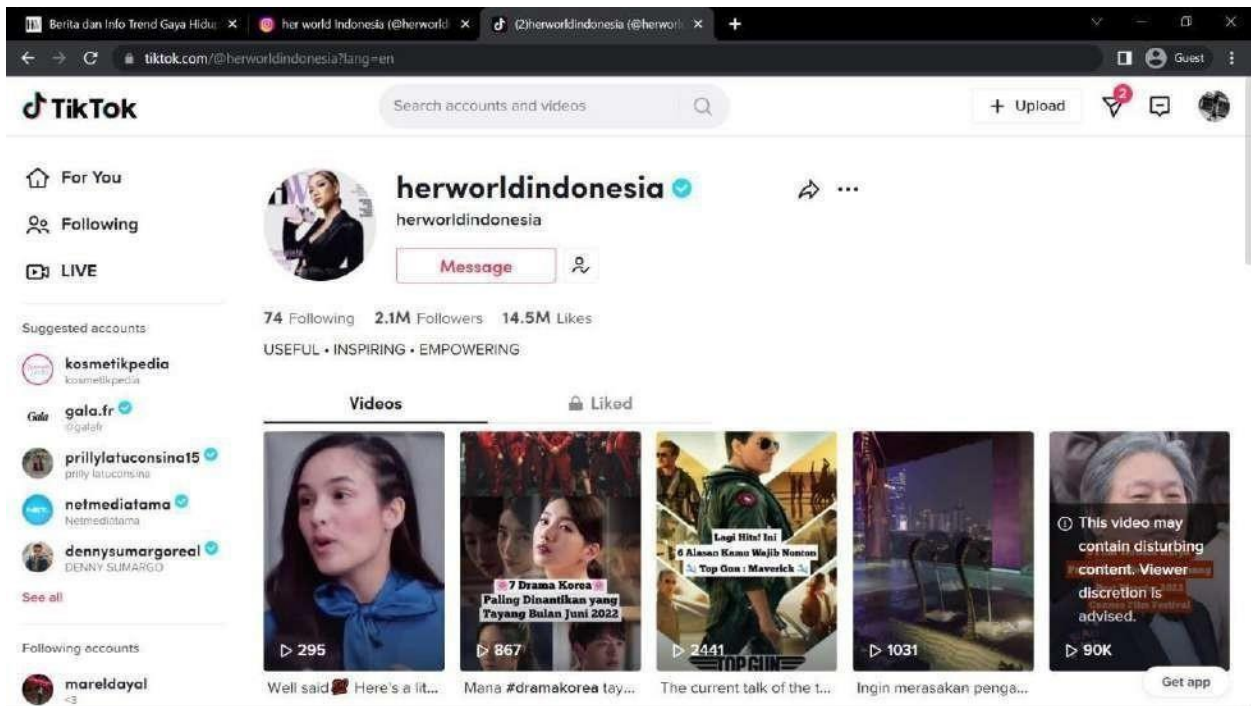 Berita dan Info Trend Gaya Hidu
her world Indonesia (@herworld
(2)herworldindonesia (@herworl
tiktok.com/@herworldindonesia?lang=en
Guest
TikTok
Search accounts and videos
+ Upload
2
For You
Following
LIVE
herworldindonesia
herworldindonesia
Message
74 Following 2.1M Followers 14.5M Likes
USEFUL • INSPIRING • EMPOWERING
Videos
Liked
Suggested accounts
kosmetikpedia
kosmetikpedia
Gala
gala.fr
@galafr
prillylatuconsina15
prilly latuconsina
NET.
netmediatama
Netmediatama
dennysumargoreal
DENNY SUMARGO
See all
Following accounts
mareldayal
<3
295
Well said Here's a lit...
7 Drama Korea
Paling Dinantikan yang
Tayang Bulan Juni 2022
867
Mana #dramakorea tay...
Lagi Hits! Ini
6 Alasan Kamu Wajib Nonton
Top Gun : Maverick
2441
TOP GUN
The current talk of the t...
1031
Ingin merasakan penga...
This video may
contain disturbing
content. Viewer
discretion is
advised.
90K
Get app